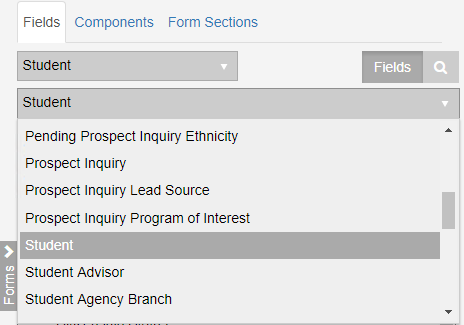 Fields Components Form Sections
Student Fields
Student
Pending Prospect Inquiry Ethnicity
Prospect Inquiry
Prospect Inquiry Lead Source
Prospect Inquiry Program of Interest
Student
Student Advisor
Student Agency Branch
Forms